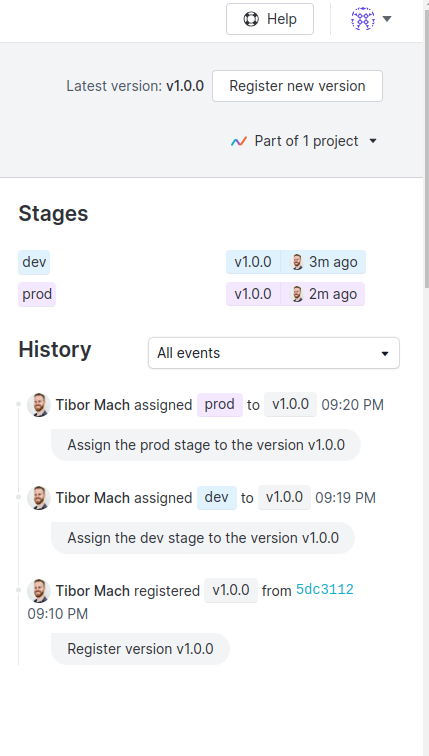 Help
Latest version: v1.0.0 Register new version
Part of 1 project
Stages
dev v1.0.0 3m ago
prod v1.0.0 2m ago
History All events
Tibor Mach assigned prod to v1.0.0 09:20 PM
Assign the prod stage to the version v1.0.0
Tibor Mach assigned dev to v1.0.0 09:19 PM
Assign the dev stage to the version v1.0.0
Tibor Mach registered v1.0.0 from 5dc3112
09:10 PM
Register version v1.0.0